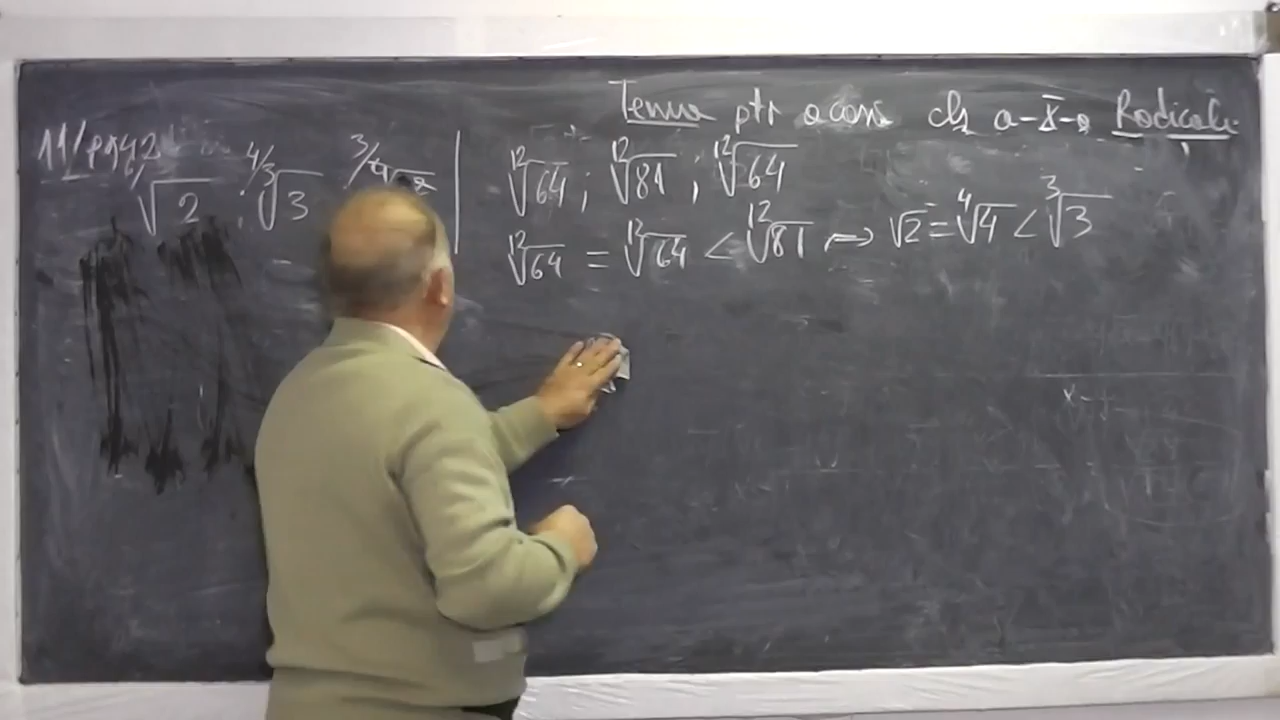 Tema ptr acasă cls a-X-a Radicali
11/pg42
⁶/√2 ; ⁴/∛3 ³/∜
¹²√64 ; ¹²√81 ; ¹²√64
¹²√64 = ¹²√64 < ¹²√81 → √2 = ∜4 < ∛3
x - y